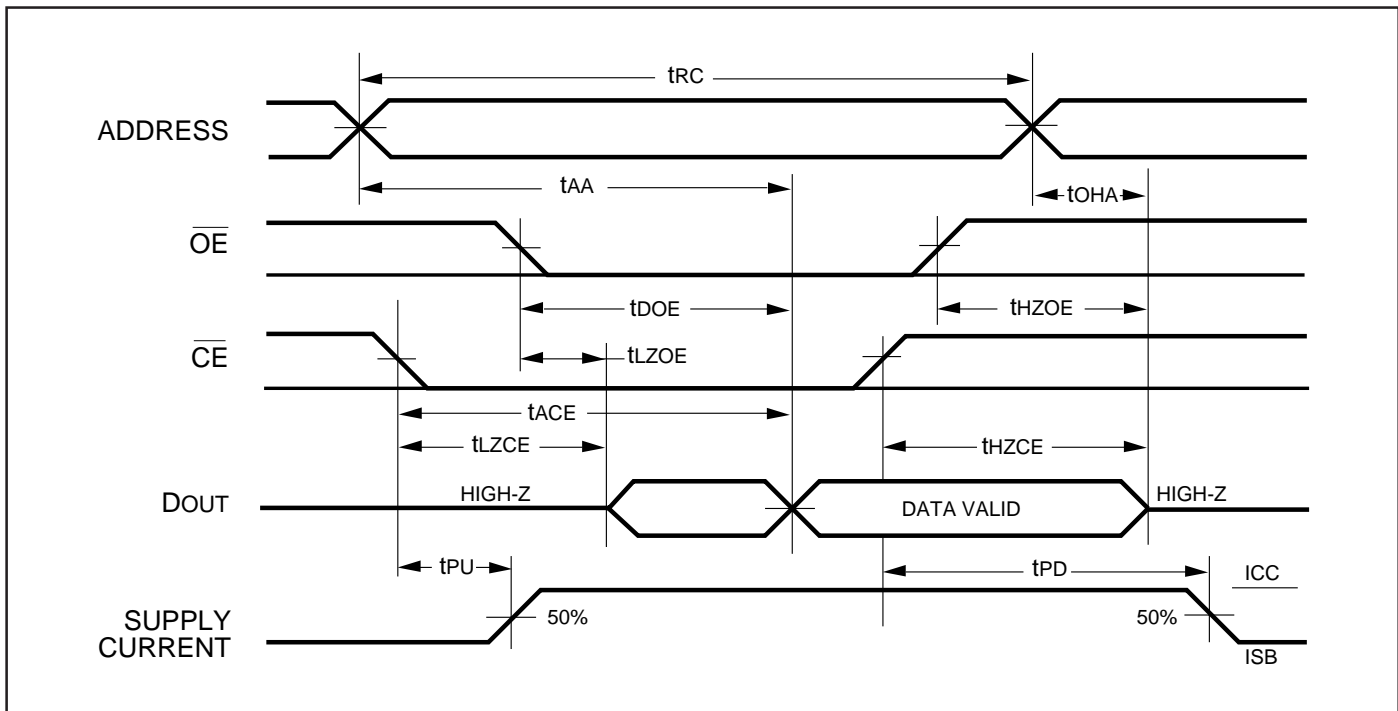 tRC
ADDRESS
tAA
tOHA
OE
tDOE
tHZOE
CE
tLZOE
tACE
tLZCE
tHZCE
DOUT
HIGH-Z
DATA VALID
HIGH-Z
tPU
tPD
ICC
SUPPLY
CURRENT
50%
50%
ISB